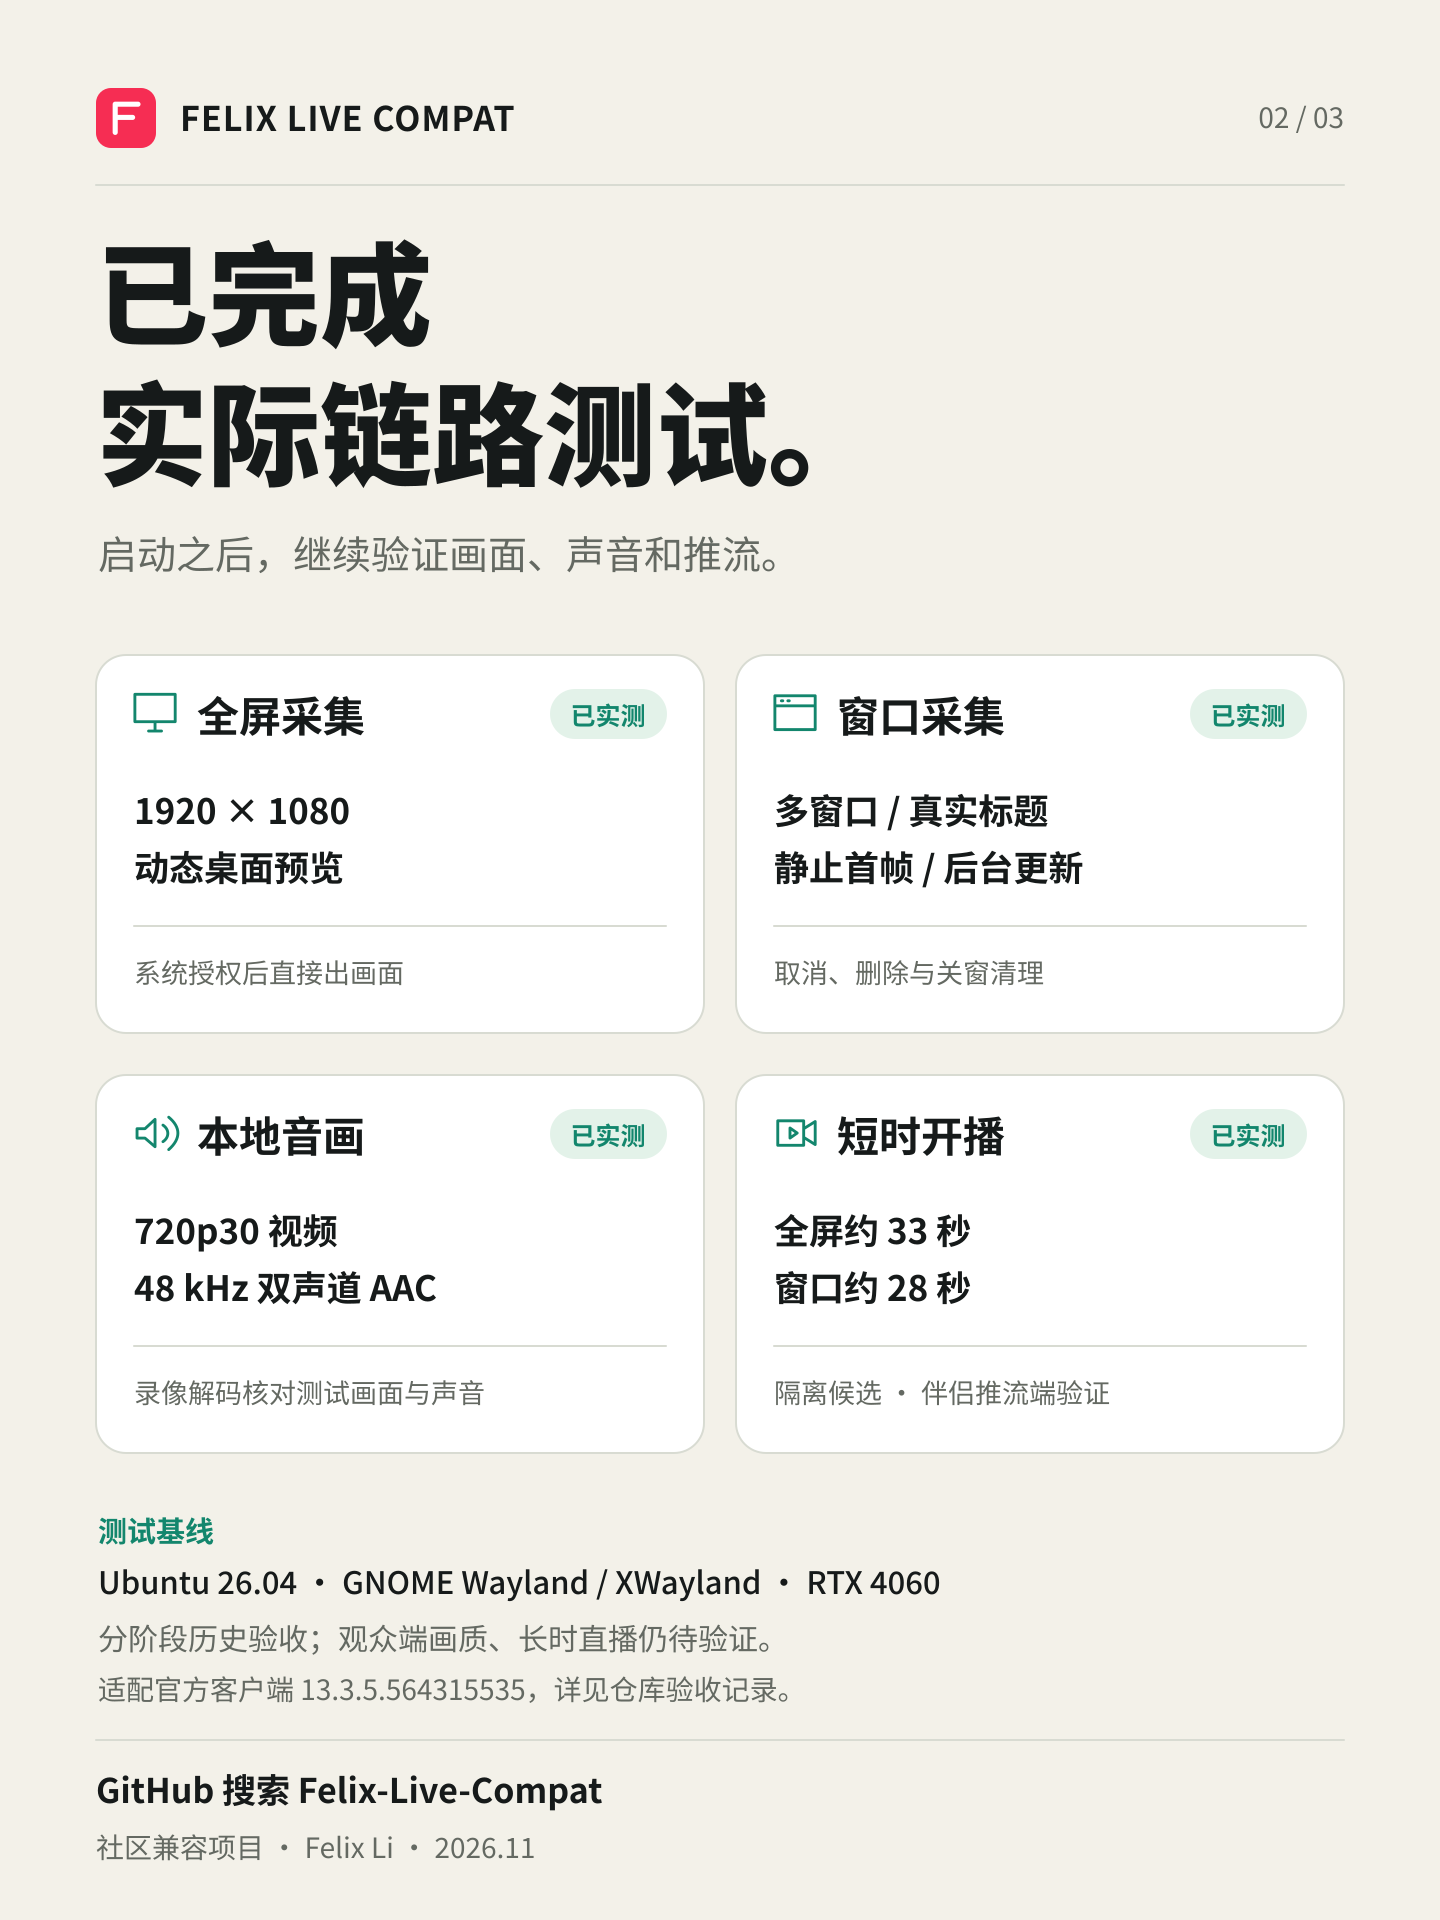 F FELIX LIVE COMPAT
02 / 03
已完成
实际链路测试。
启动之后，继续验证画面、声音和推流。
全屏采集
已实测
1920 × 1080
动态桌面预览
系统授权后直接出画面
窗口采集
已实测
多窗口 / 真实标题
静止首帧 / 后台更新
取消、删除与关窗清理
本地音画
已实测
720p30 视频
48 kHz 双声道 AAC
录像解码核对测试画面与声音
短时开播
已实测
全屏约 33 秒
窗口约 28 秒
隔离候选 · 伴侣推流端验证
测试基线
Ubuntu 26.04 · GNOME Wayland / XWayland · RTX 4060
分阶段历史验收；观众端画质、长时直播仍待验证。
适配官方客户端 13.3.5.564315535，详见仓库验收记录。
GitHub 搜索 Felix-Live-Compat
社区兼容项目 · Felix Li · 2026.11